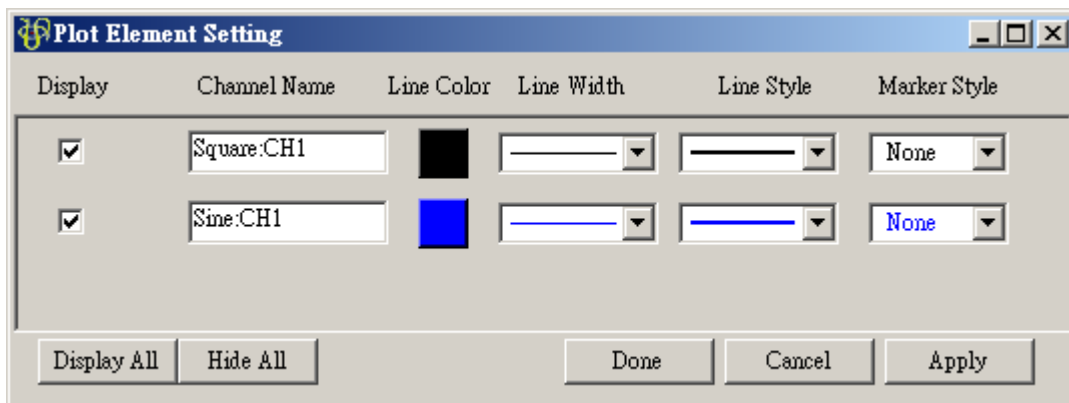 Plot Element Setting
Display Channel Name Line Color Line Width Line Style Marker Style
Square:CH1 None
Sine:CH1 None
Display All Hide All Done Cancel Apply